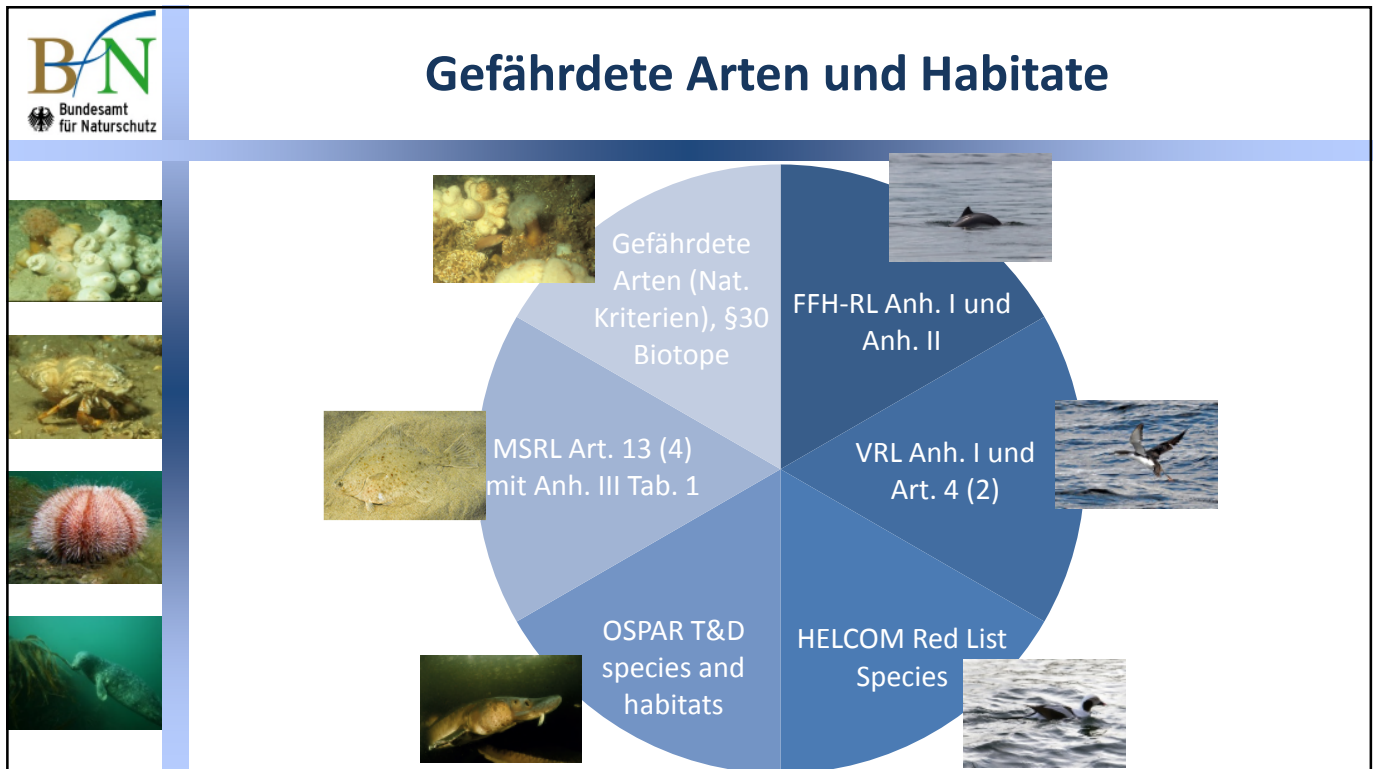 BfN
Bundesamt
für Naturschutz
Gefährdete Arten und Habitate
Gefährdete
Arten (Nat.
Kriterien), §30
Biotope
FFH-RL Anh. I und
Anh. II
MSRL Art. 13 (4)
mit Anh. III Tab. 1
VRL Anh. I und
Art. 4 (2)
OSPAR T&D
species and
habitats
HELCOM Red List
Species